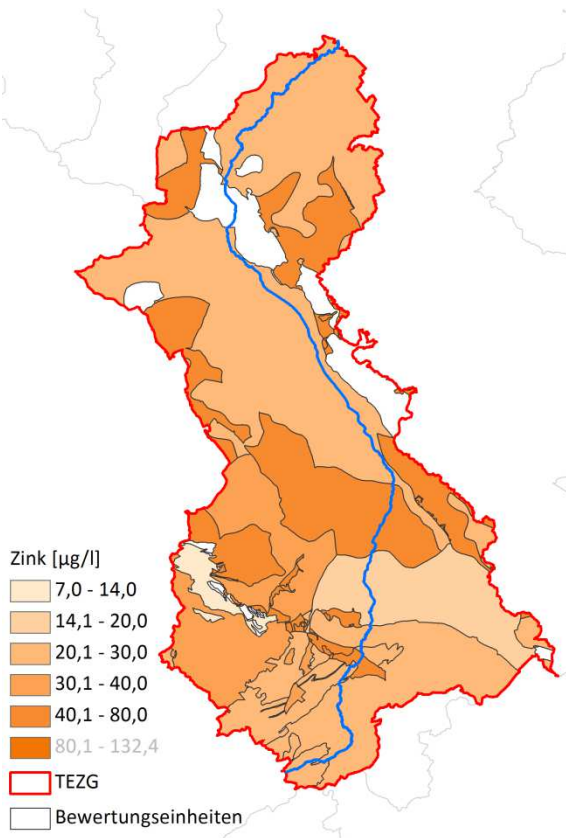 Zink [µg/l]
7,0 - 14,0
14,1 - 20,0
20,1 - 30,0
30,1 - 40,0
40,1 - 80,0
80,1 - 132,4
TEZG
Bewertungseinheiten